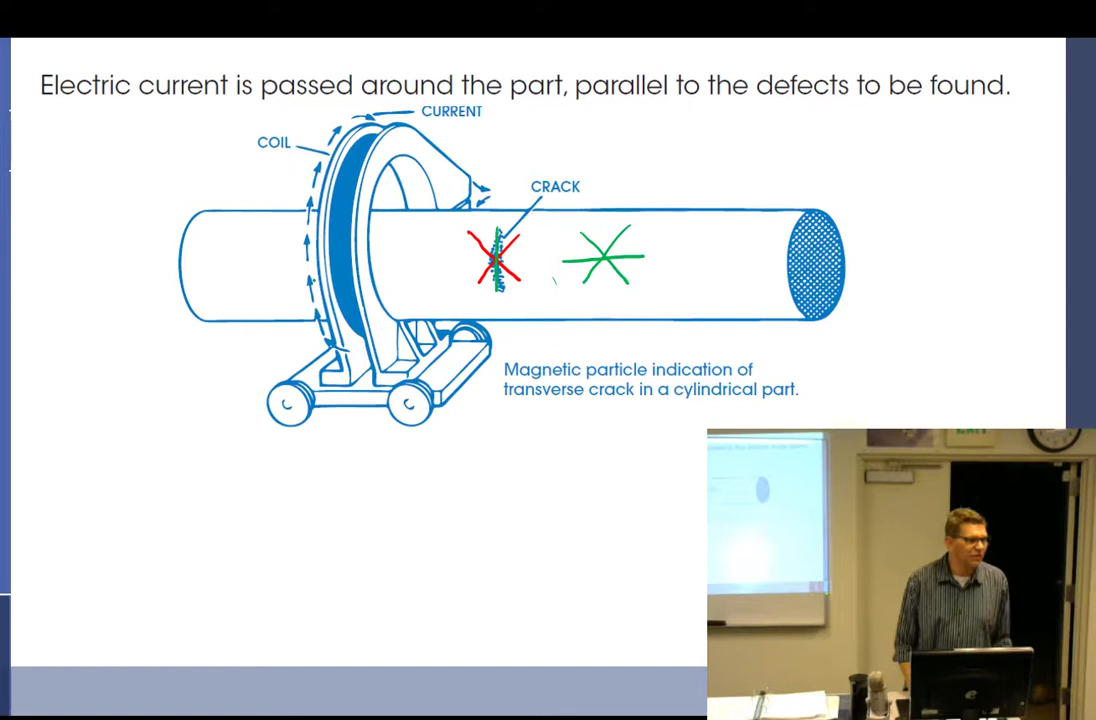 Electric current is passed around the part, parallel to the defects to be found.
CURRENT
COIL
CRACK
Magnetic particle indication of
transverse crack in a cylindrical part.
EXIT